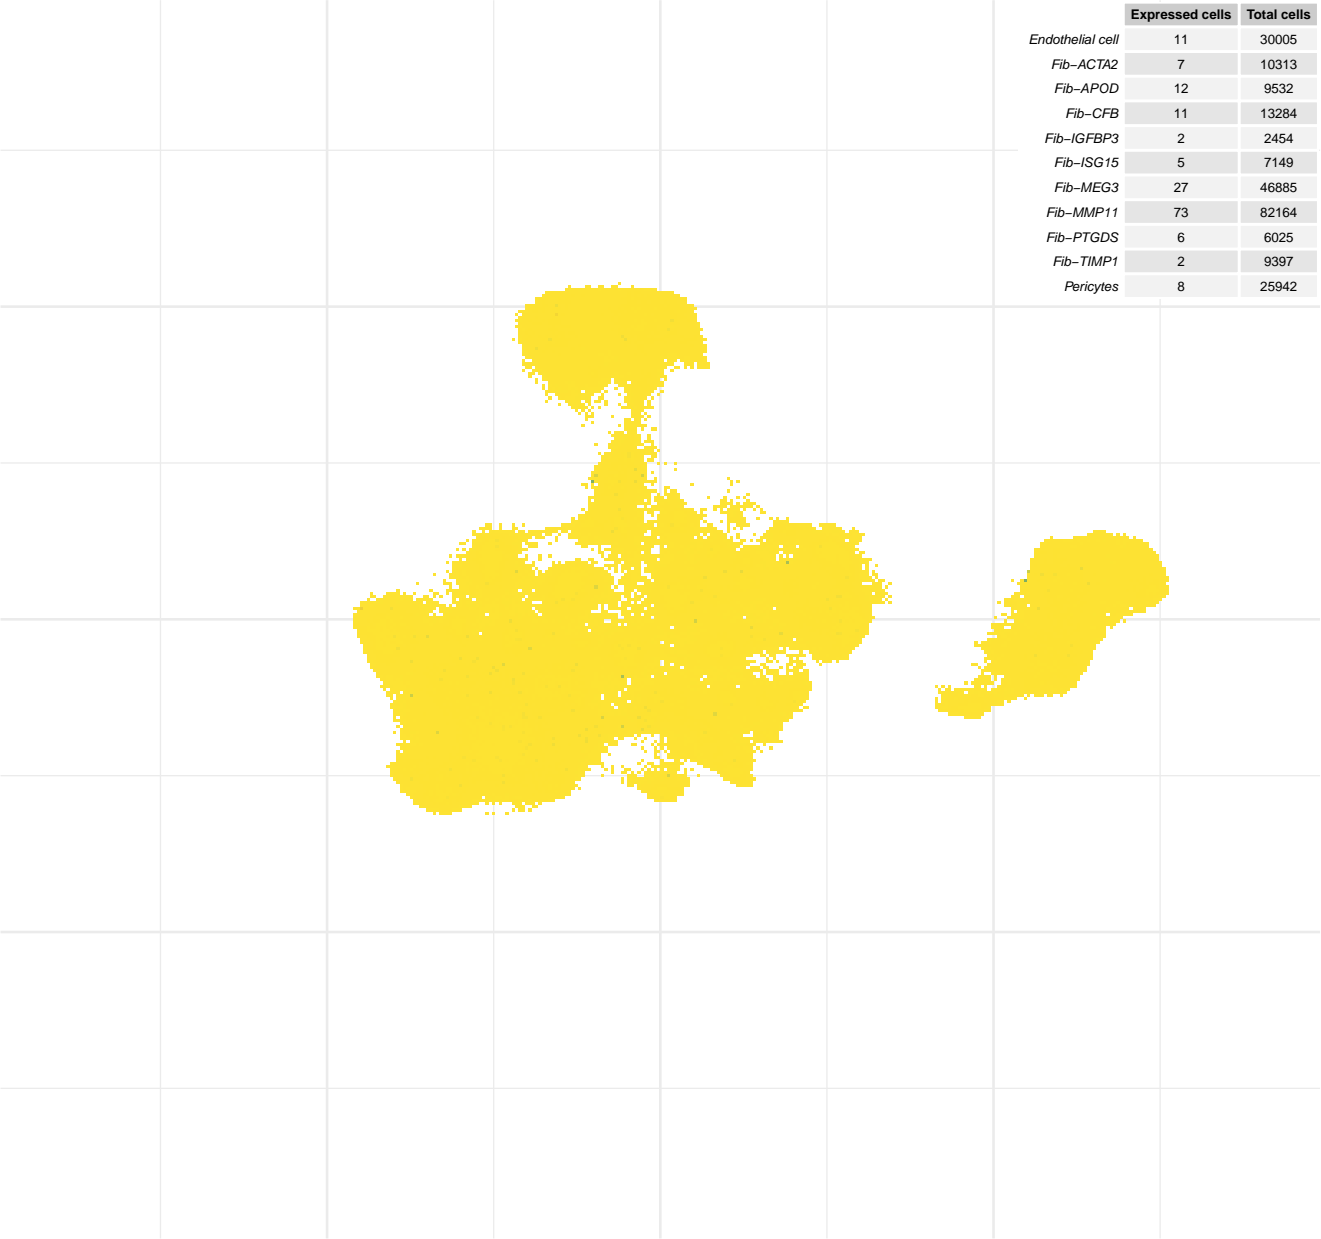 Expressed cells Total cells
Endothelial cell 11 30005
Fib−ACTA2 7 10313
Fib−APOD 12 9532
Fib−CFB 11 13284
Fib−IGFBP3 2 2454
Fib−ISG15 5 7149
Fib−MEG3 27 46885
Fib−MMP11 73 82164
Fib−PTGDS 6 6025
Fib−TIMP1 2 9397
Pericytes 8 25942